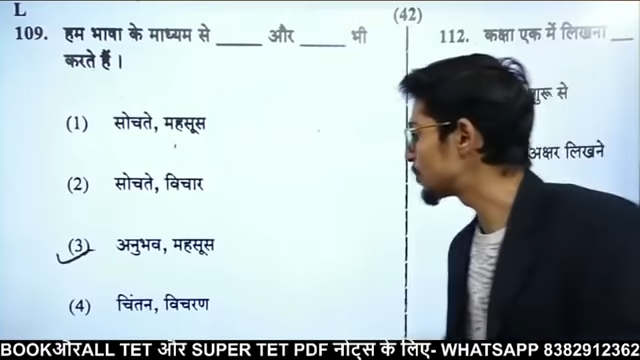 L
(42)
109. हम भाषा के माध्यम से _____ और _____ भी
करते हैं ।
(1) सोचते, महसूस
(2) सोचते, विचार
(3) अनुभव, महसूस
(4) चिंतन, विचरण
112. कक्षा एक में लिखना __
गुरू से
अक्षर लिखने
BOOKऔरALL TET और SUPER TET PDF नोट्स के लिए- WHATSAPP 8382912362